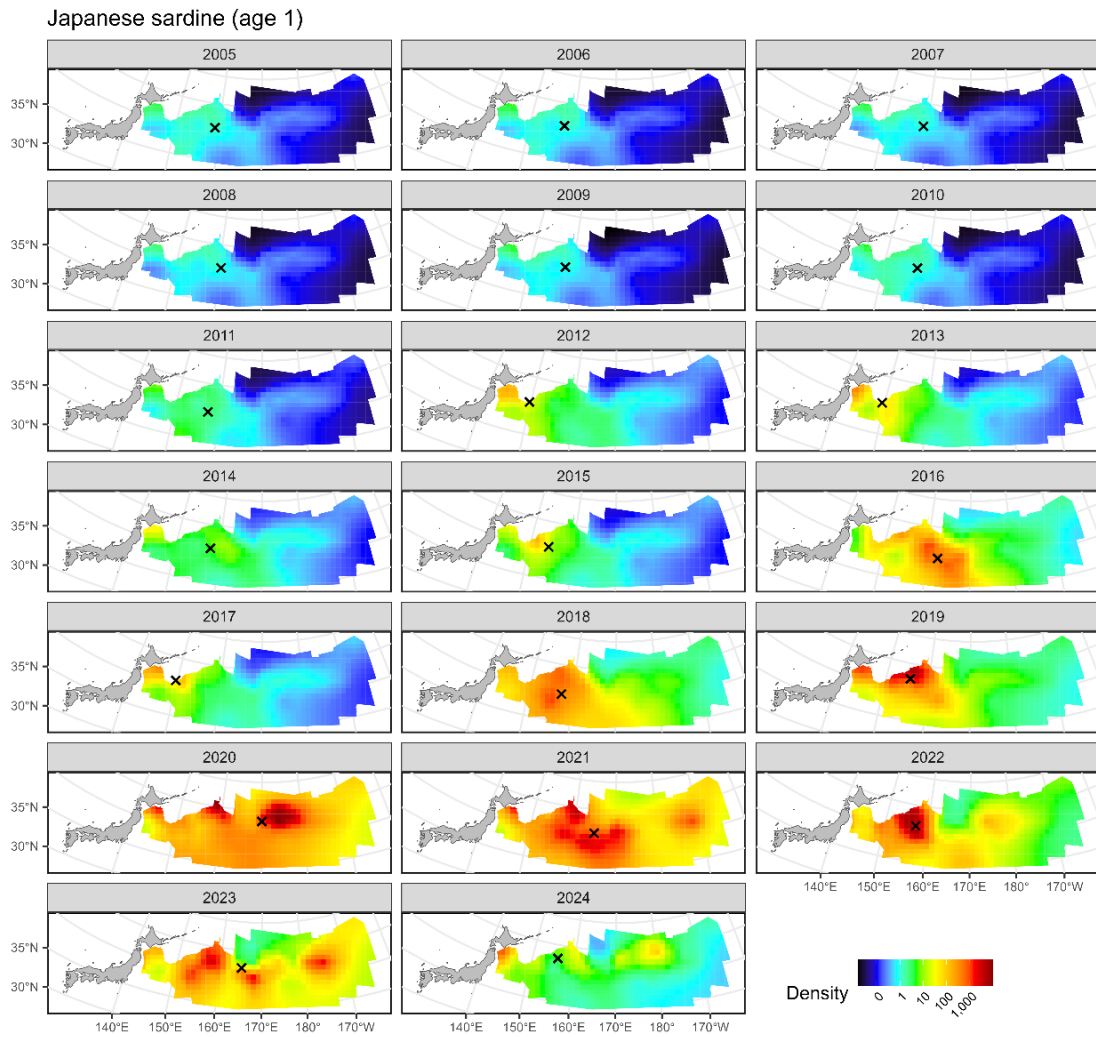 Japanese sardine (age 1)
2005 2006 2007
35°N
30°N
2008 2009 2010
35°N
30°N
2011 2012 2013
35°N
30°N
2014 2015 2016
35°N
30°N
2017 2018 2019
35°N
30°N
2020 2021 2022
35°N
30°N
140°E 150°E 160°E 170°E 180° 170°W
2023 2024
35°N
30°N
Density 0 1 10 100 1,000
140°E 150°E 160°E 170°E 180° 170°W 140°E 150°E 160°E 170°E 180° 170°W